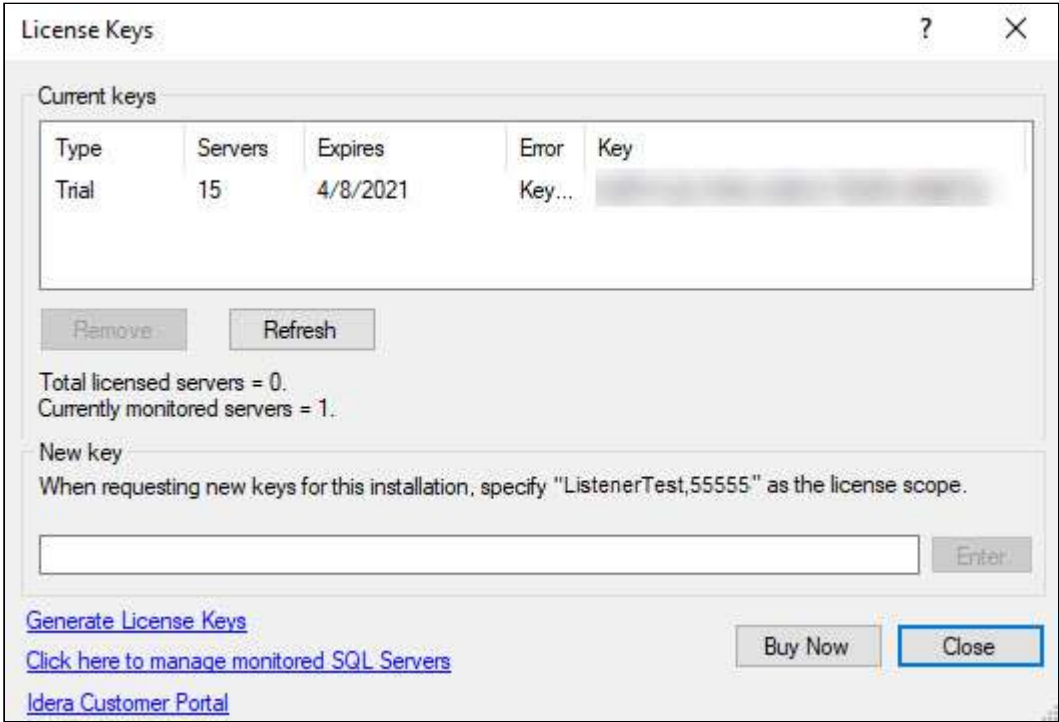 License Keys ?
Current keys
Type Servers Expires Error Key
Trial 15 4/8/2021 Key...
Remove Refresh
Total licensed servers = 0.
Currently monitored servers = 1.
New key
When requesting new keys for this installation, specify "ListenerTest,55555" as the license scope.
Enter
Generate License Keys
Buy Now Close
Click here to manage monitored SQL Servers
Idera Customer Portal